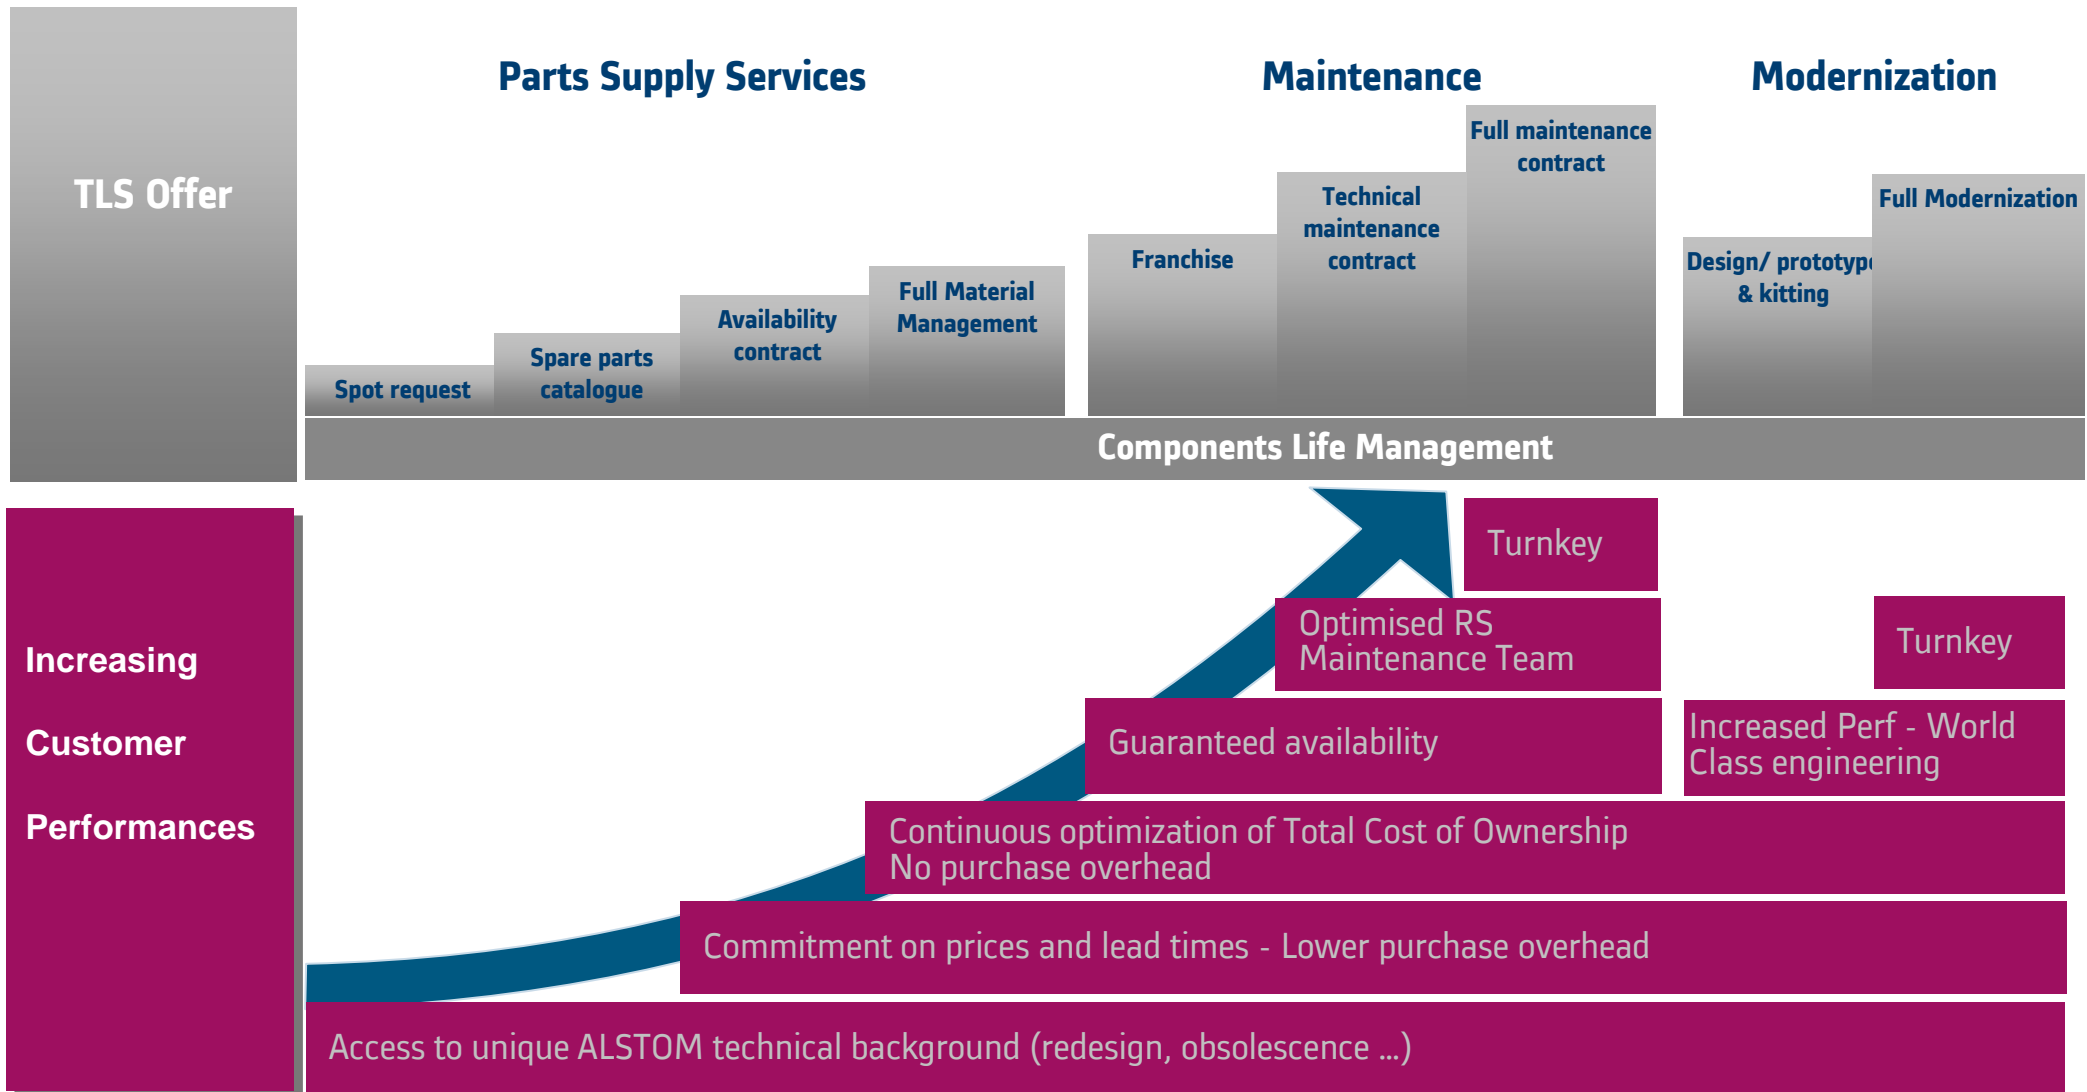 TLS Offer
Parts Supply Services
Maintenance
Modernization
Spot request
Spare parts
catalogue
Availability
contract
Full Material
Management
Franchise
Technical
maintenance
contract
Full maintenance
contract
Design/ prototype
& kitting
Full Modernization
Components Life Management
Increasing
Customer
Performances
Turnkey
Optimised RS
Maintenance Team
Turnkey
Guaranteed availability
Increased Perf - World
Class engineering
Continuous optimization of Total Cost of Ownership
No purchase overhead
Commitment on prices and lead times - Lower purchase overhead
Access to unique ALSTOM technical background (redesign, obsolescence ...)